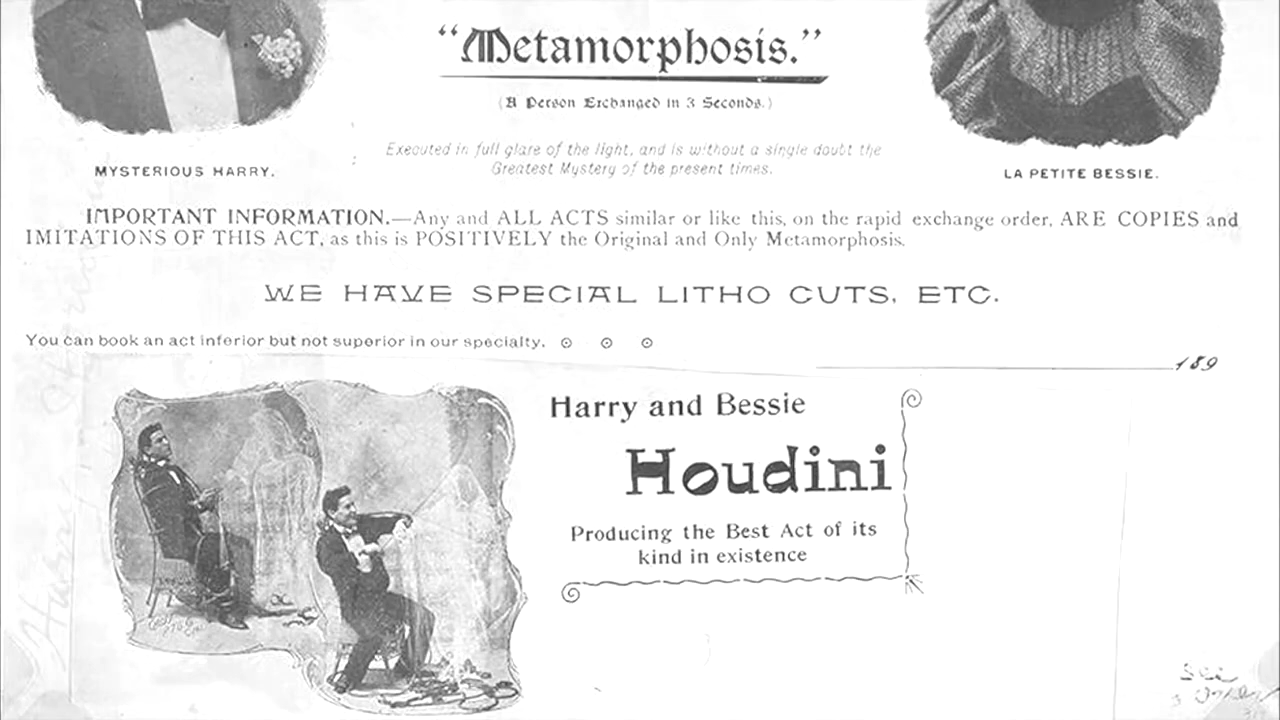 “Metamorphosis.”
(A Person Exchanged in 3 Seconds.)
Executed in full glare of the light, and is without a single doubt the
Greatest Mystery of the present times.
MYSTERIOUS HARRY.
LA PETITE BESSIE.
IMPORTANT INFORMATION.—Any and ALL ACTS similar or like this, on the rapid exchange order, ARE COPIES and
IMITATIONS OF THIS ACT, as this is POSITIVELY the Original and Only Metamorphosis.
WE HAVE SPECIAL LITHO CUTS, ETC.
You can book an act inferior but not superior in our specialty.
189
Harry and Bessie
Houdini
Producing the Best Act of its
kind in existence
See